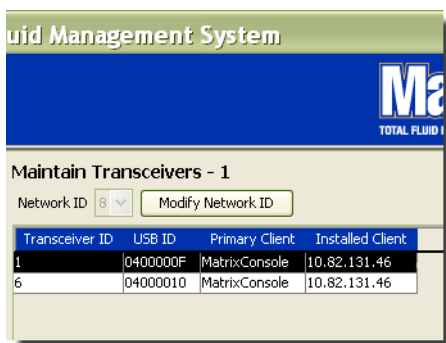 uid Management System
Ma
TOTAL FLUID
Maintain Transceivers - 1
Network ID 8 Modify Network ID
Transceiver ID USB ID Primary Client Installed Client
1 0400000F MatrixConsole 10.82.131.46
6 04000010 MatrixConsole 10.82.131.46